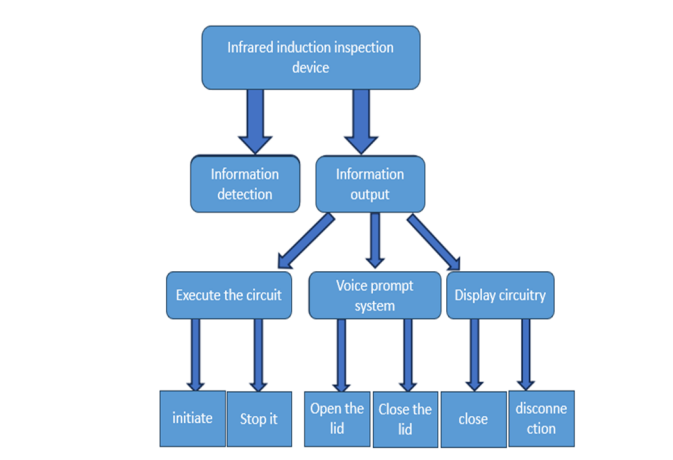 Infrared induction inspection
device
Information
detection
Information
output
Execute the circuit
Voice prompt
system
Display circuitry
initiate
Stop it
Open the
lid
Close the
lid
close
disconne
ction